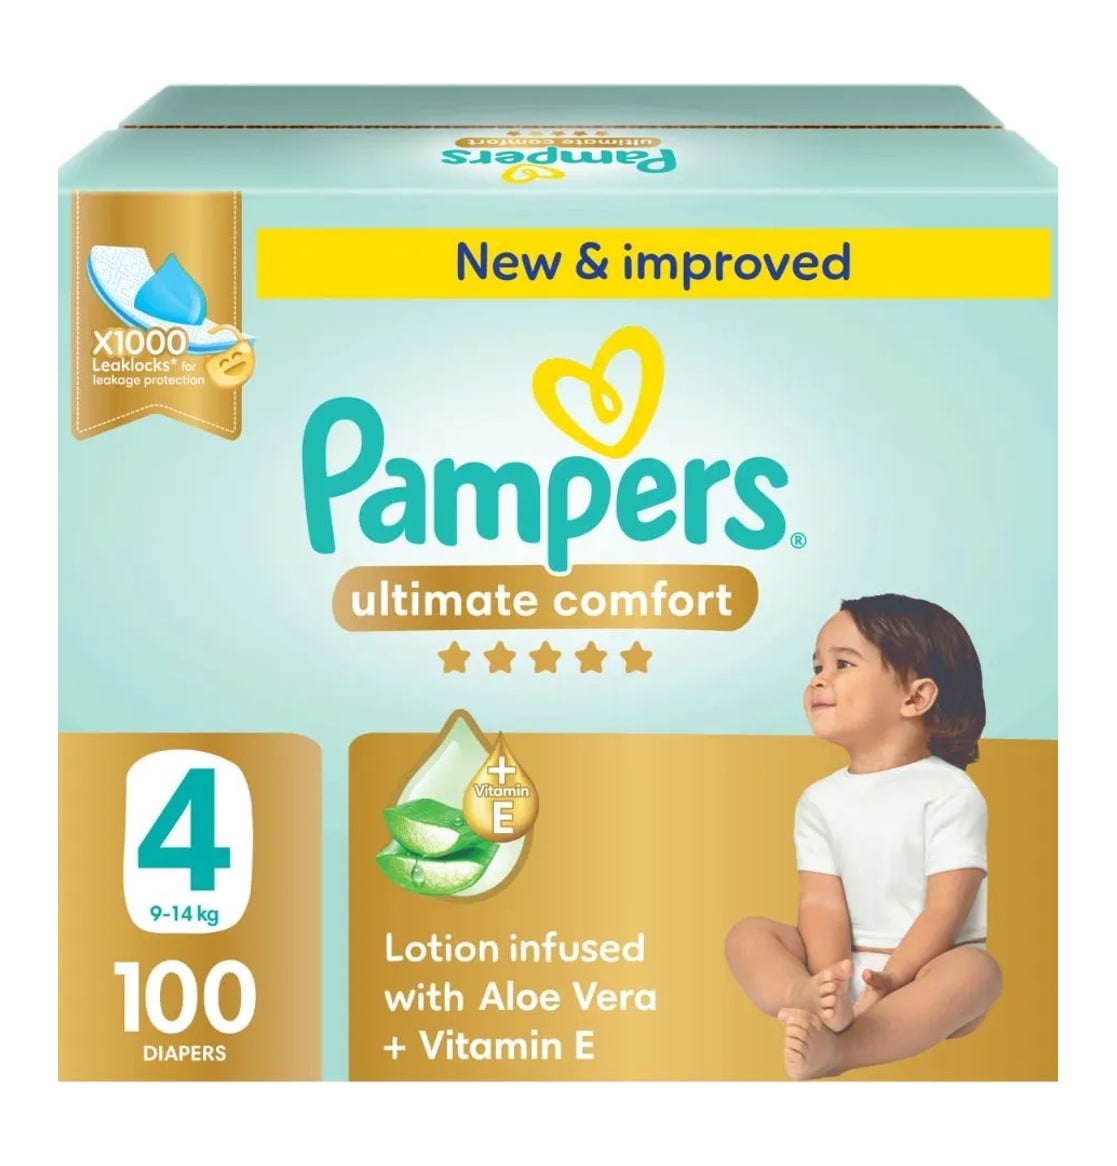 Pampers
ultimate comfort
New & improved
X1000
Leaklocks* for
leakage protection
Pampers®
ultimate comfort
+
Vitamin
E
4
9-14 kg
100
DIAPERS
Lotion infused
with Aloe Vera
+ Vitamin E